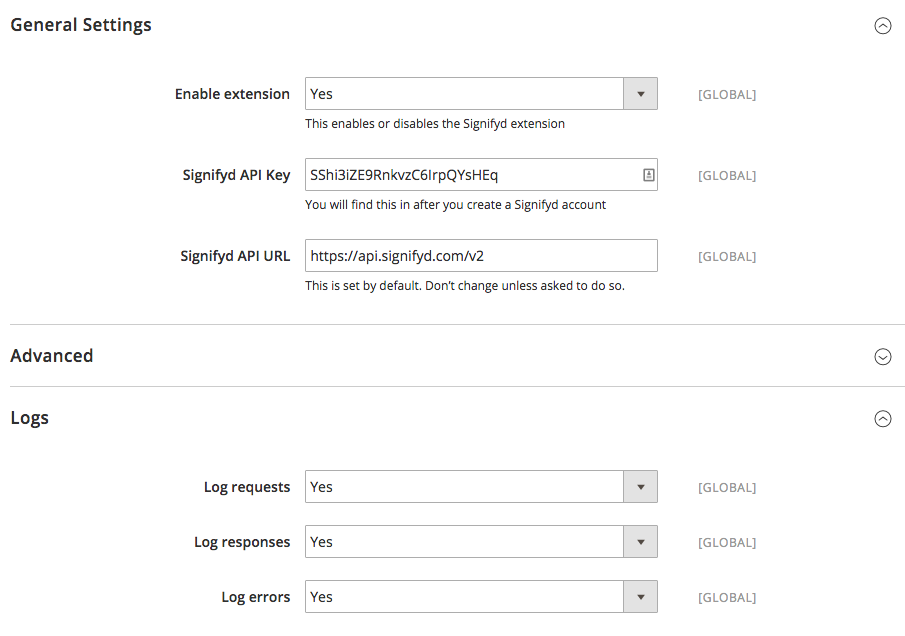 General Settings
Enable extension Yes [GLOBAL]
This enables or disables the Signifyd extension
Signifyd API Key SShi3iZE9RnkvzC6IrpQYsHEq [GLOBAL]
You will find this in after you create a Signifyd account
Signifyd API URL https://api.signifyd.com/v2 [GLOBAL]
This is set by default. Don't change unless asked to do so.
Advanced
Logs
Log requests Yes [GLOBAL]
Log responses Yes [GLOBAL]
Log errors Yes [GLOBAL]